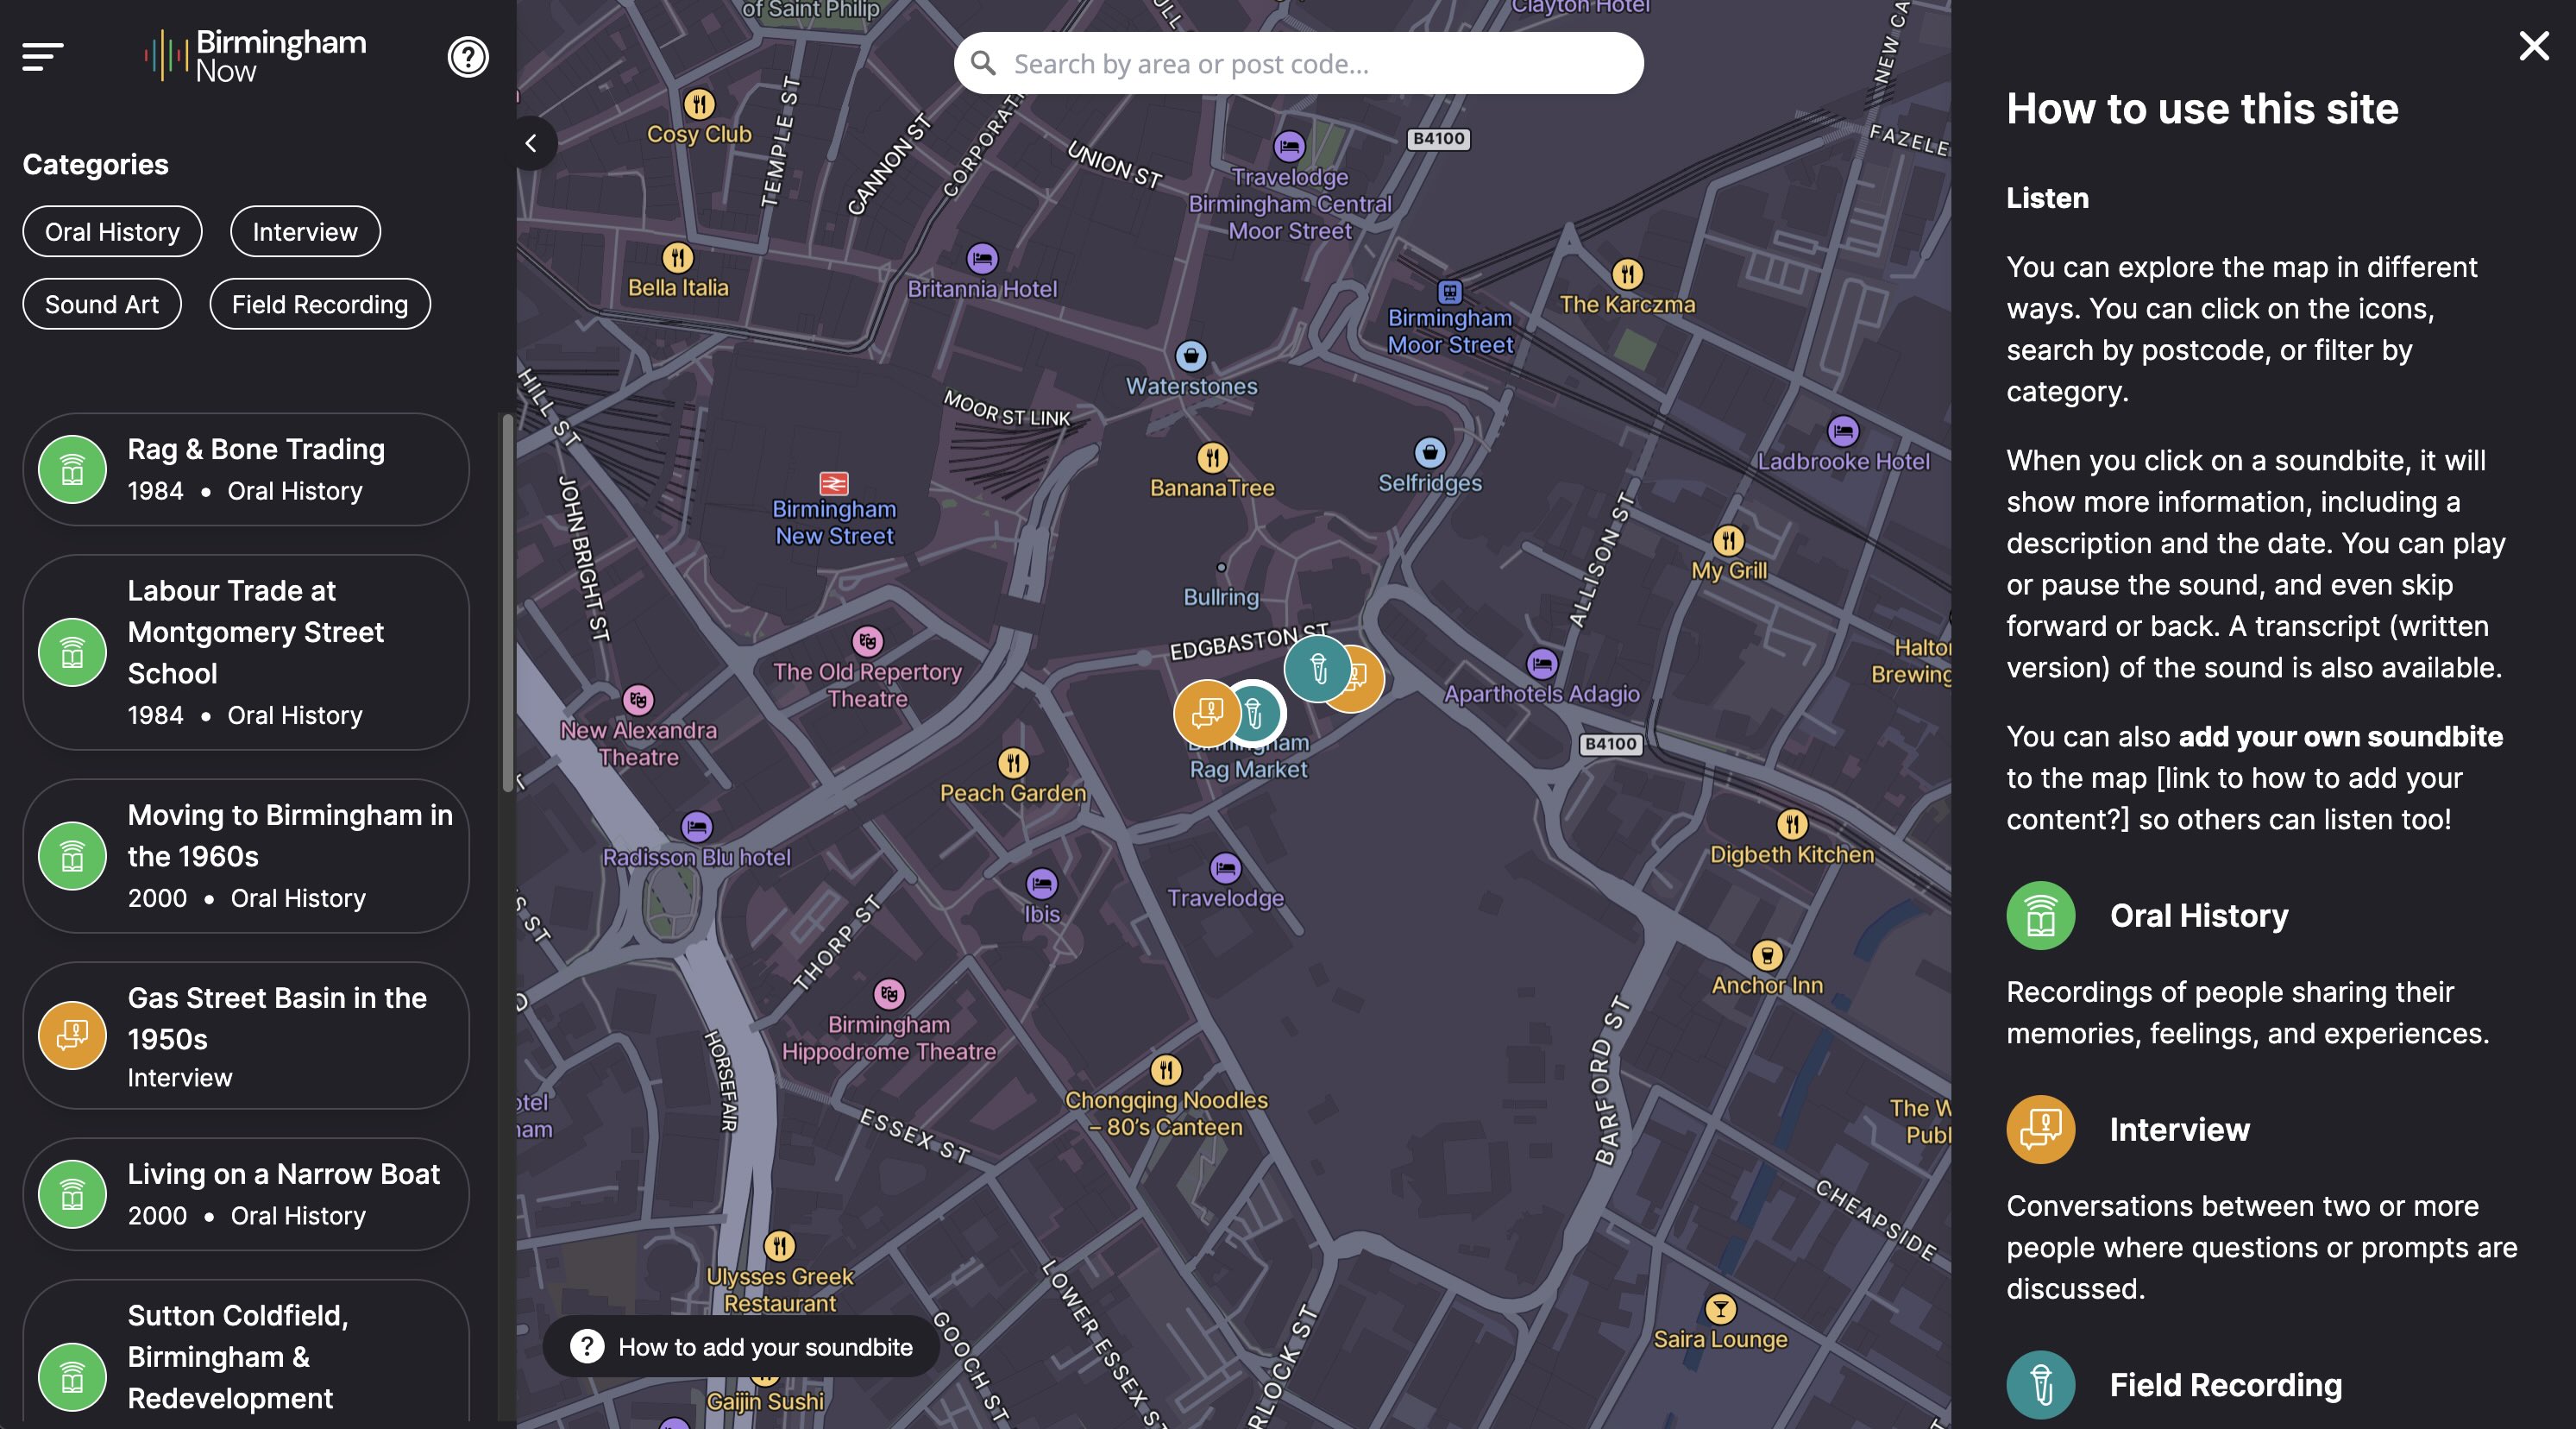 Birmingham
Now
?
Categories
Oral History
Interview
Sound Art
Field Recording
Rag & Bone Trading
1984 • Oral History
Labour Trade at
Montgomery Street
School
1984 • Oral History
Moving to Birmingham in
the 1960s
2000 • Oral History
Gas Street Basin in the
1950s
Interview
Living on a Narrow Boat
2000 • Oral History
Sutton Coldfield,
Birmingham &
Redevelopment
of Saint Philip
Clayton Hotel
Search by area or post code...
NEW CA
Cosy Club
TEMPLE ST
CANNON ST
CORPORATI
UNION ST
B4100
FAZELE
Travelodge
Birmingham Central
Moor Street
Bella Italia
Britannia Hotel
Birmingham
Moor Street
The Karczma
Waterstones
HILL ST
MOOR ST LINK
BananaTree
Selfridges
Ladbrooke Hotel
JOHN BRIGHT ST
Birmingham
New Street
ALLISON ST
My Grill
Bullring
EDGBASTON ST
The Old Repertory
Theatre
Halto
Brewing
Aparthotels Adagio
New Alexandra
Theatre
Birmingham
Rag Market
B4100
Peach Garden
Radisson Blu hotel
Digbeth Kitchen
Ibis
Travelodge
S ST
THORP ST
Anchor Inn
Birmingham
Hippodrome Theatre
HORSEFAIR
BARFORD ST
otel
ham
Chongqing Noodles
– 80's Canteen
The W
Publ
ESSEX ST
CHEAPSIDE
Ulysses Greek
Restaurant
LOWER ESSEX ST
GOOCH ST
RLOCK ST
Saira Lounge
? How to add your soundbite
Gaijin Sushi
How to use this site
Listen
You can explore the map in different
ways. You can click on the icons,
search by postcode, or filter by
category.
When you click on a soundbite, it will
show more information, including a
description and the date. You can play
or pause the sound, and even skip
forward or back. A transcript (written
version) of the sound is also available.
You can also add your own soundbite
to the map [link to how to add your
content?] so others can listen too!
Oral History
Recordings of people sharing their
memories, feelings, and experiences.
Interview
Conversations between two or more
people where questions or prompts are
discussed.
Field Recording